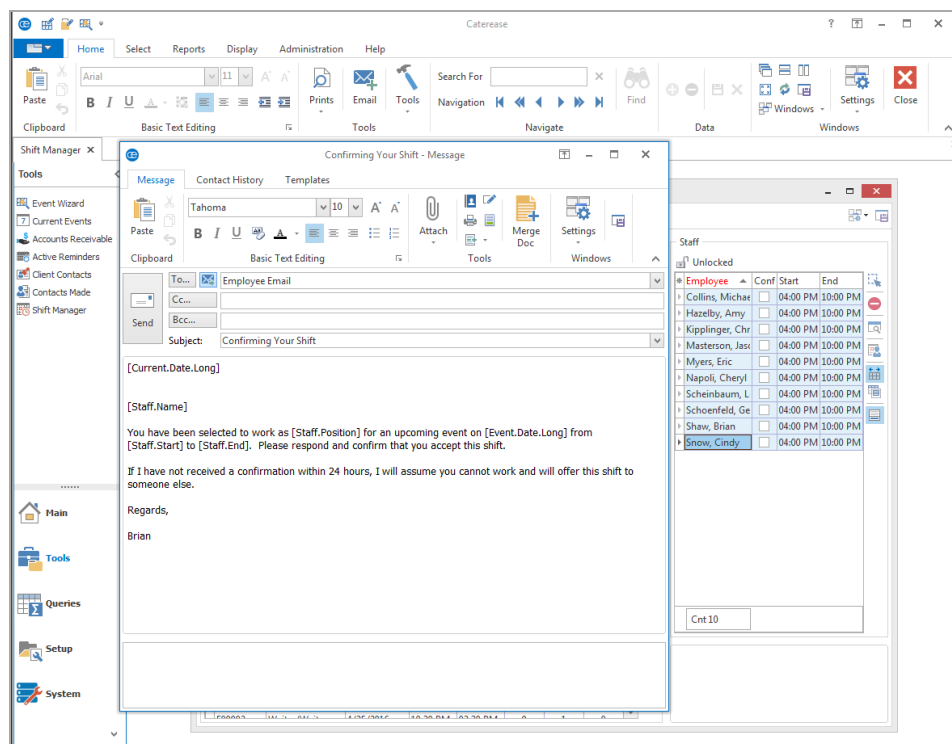 Caterease
Home Select Reports Display Administration Help
Arial 11
Search For
Paste B I U A Prints Email Tools Navigation Find Windows Settings Close
Clipboard Basic Text Editing Tools Navigate Data Windows
Shift Manager
Tools
Event Wizard
7 Current Events
Accounts Receivable
Active Reminders
Client Contacts
Contacts Made
Shift Manager
Main
Tools
Queries
Setup
System
Confirming Your Shift - Message
Message Contact History Templates
Tahoma 10
Paste B I U A Attach Merge Doc Settings
Clipboard Basic Text Editing Tools Windows
To... Employee Email
Cc...
Send Bcc...
Subject: Confirming Your Shift
[Current.Date.Long]
[Staff.Name]
You have been selected to work as [Staff.Position] for an upcoming event on [Event.Date.Long] from
[Staff.Start] to [Staff.End]. Please respond and confirm that you accept this shift.
If I have not received a confirmation within 24 hours, I will assume you cannot work and will offer this shift to
someone else.
Regards,
Brian
Staff
Unlocked
Employee Conf Start End
Collins, Michae 04:00 PM 10:00 PM
Hazelby, Amy 04:00 PM 10:00 PM
Kipplinger, Chr 04:00 PM 10:00 PM
Masterson, Jaso 04:00 PM 10:00 PM
Myers, Eric 04:00 PM 10:00 PM
Napoli, Cheryl 04:00 PM 10:00 PM
Scheinbaum, L 04:00 PM 10:00 PM
Schoenfeld, Ge 04:00 PM 10:00 PM
Shaw, Brian 04:00 PM 10:00 PM
Snow, Cindy 04:00 PM 10:00 PM
Cnt 10